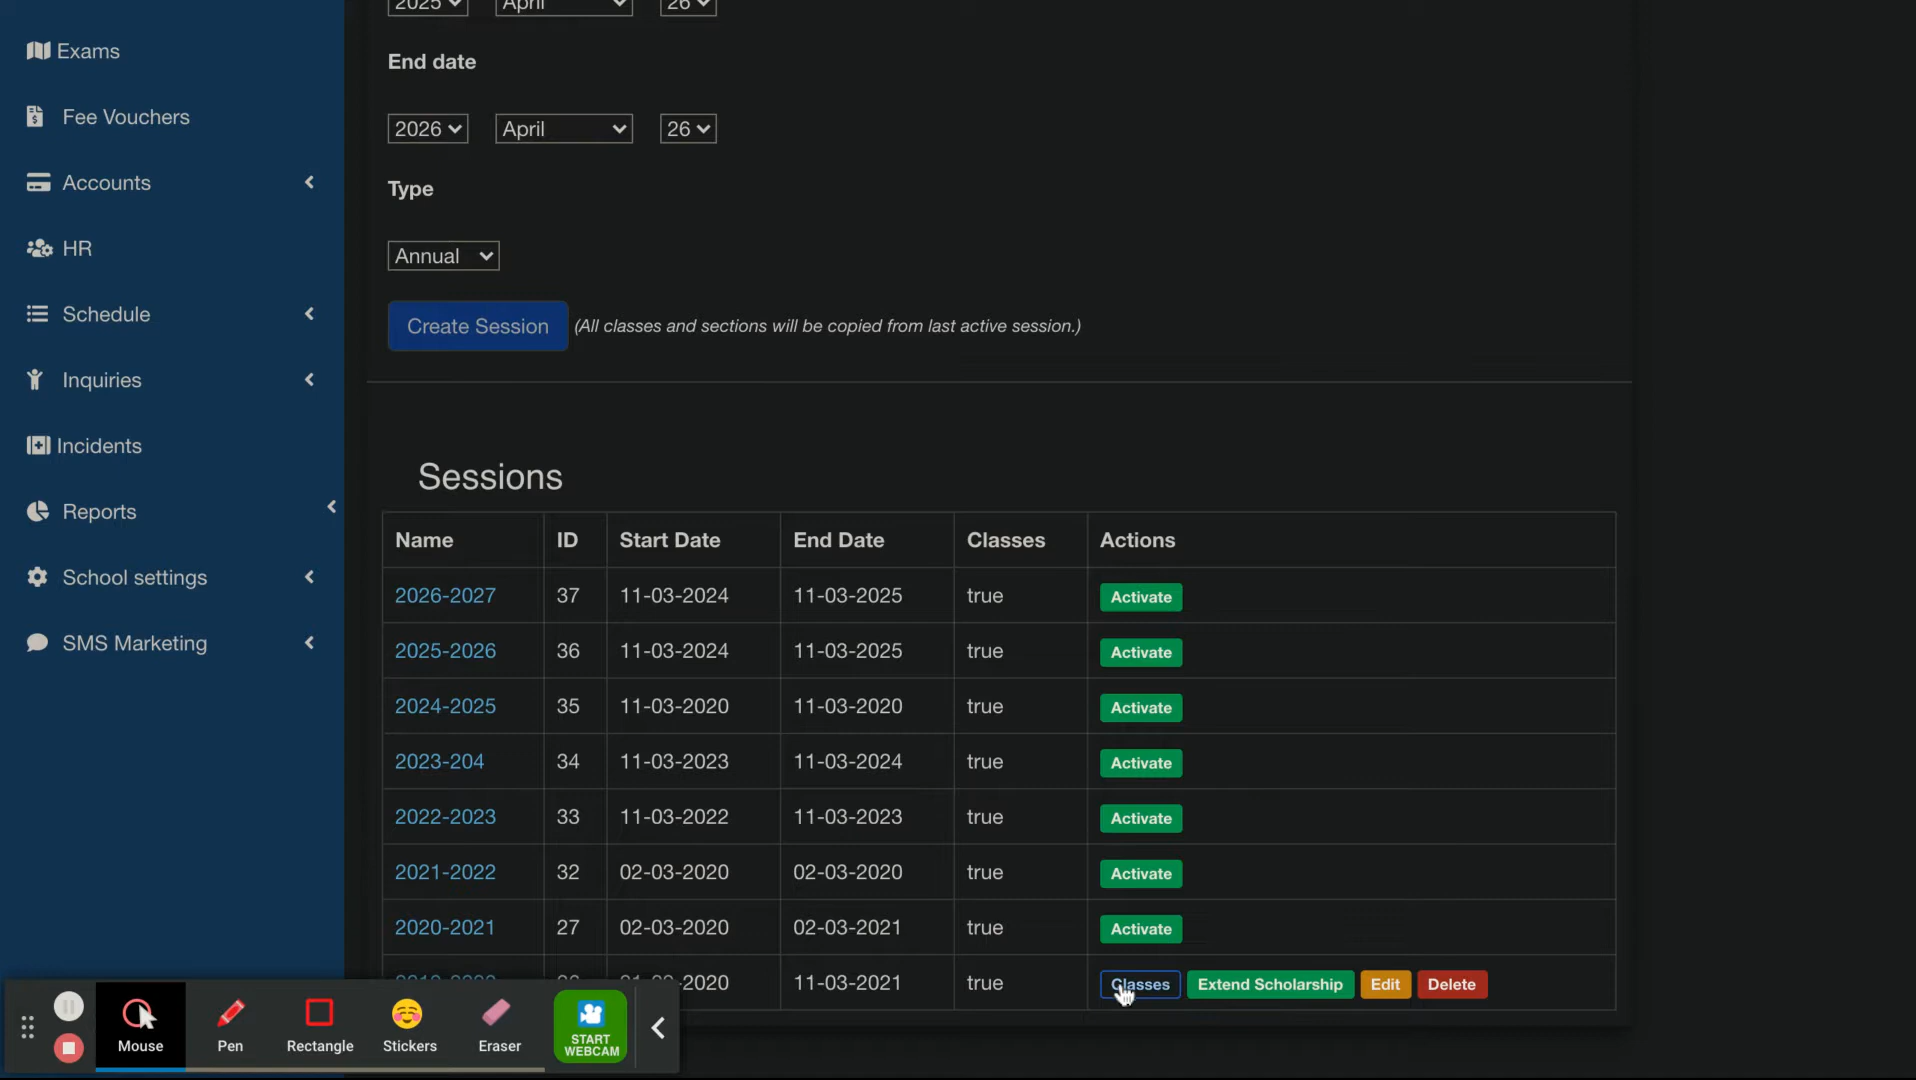 2025 April 26
Exams
End date
Fee Vouchers
2026 April 26
Accounts
Type
HR
Annual
Schedule
Create Session (All classes and sections will be copied from last active session.)
Inquiries
Incidents
Sessions
Reports
Name ID Start Date End Date Classes Actions
School settings
2026-2027 37 11-03-2024 11-03-2025 true Activate
SMS Marketing
2025-2026 36 11-03-2024 11-03-2025 true Activate
2024-2025 35 11-03-2020 11-03-2020 true Activate
2023-204 34 11-03-2023 11-03-2024 true Activate
2022-2023 33 11-03-2022 11-03-2023 true Activate
2021-2022 32 02-03-2020 02-03-2020 true Activate
2020-2021 27 02-03-2020 02-03-2021 true Activate
11-03-2021 true Classes Extend Scholarship Edit Delete
Mouse Pen Rectangle Stickers Eraser START WEBCAM